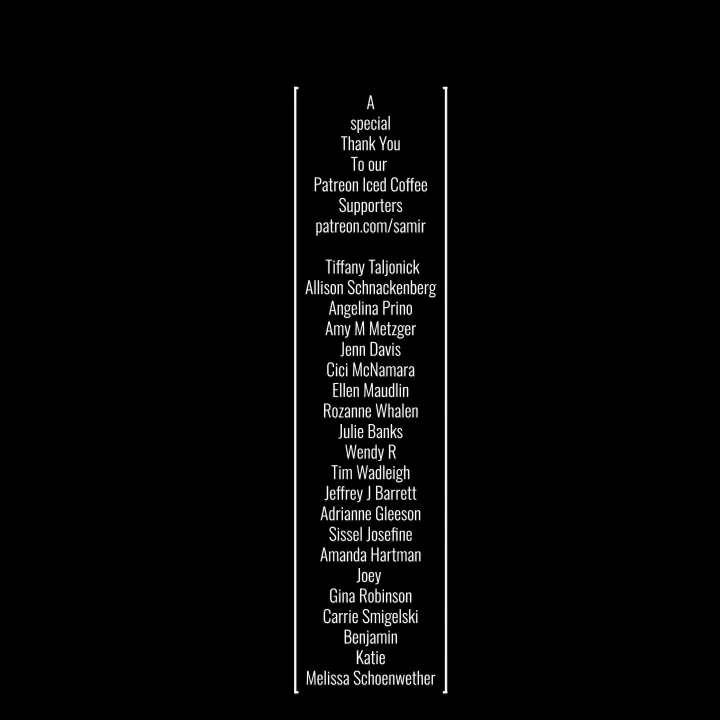 A
special
Thank You
To our
Patreon Iced Coffee
Supporters
patreon.com/samir
Tiffany Taljonick
Allison Schnackenberg
Angelina Prino
Amy M Metzger
Jenn Davis
Cici McNamara
Ellen Maudlin
Rozanne Whalen
Julie Banks
Wendy R
Tim Wadleigh
Jeffrey J Barrett
Adrianne Gleeson
Sissel Josefine
Amanda Hartman
Joey
Gina Robinson
Carrie Smigelski
Benjamin
Katie
Melissa Schoenwether